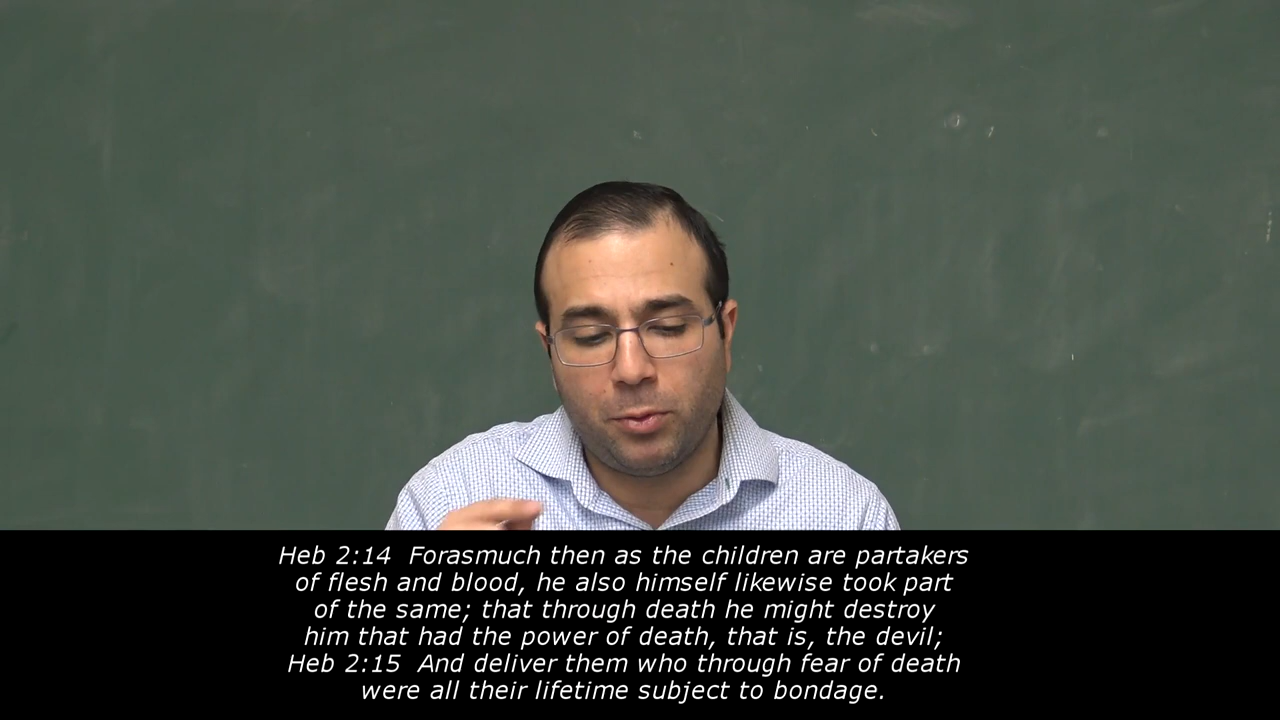 Heb 2:14  Forasmuch then as the children are partakers
of flesh and blood, he also himself likewise took part
of the same; that through death he might destroy
him that had the power of death, that is, the devil;
Heb 2:15  And deliver them who through fear of death
were all their lifetime subject to bondage.